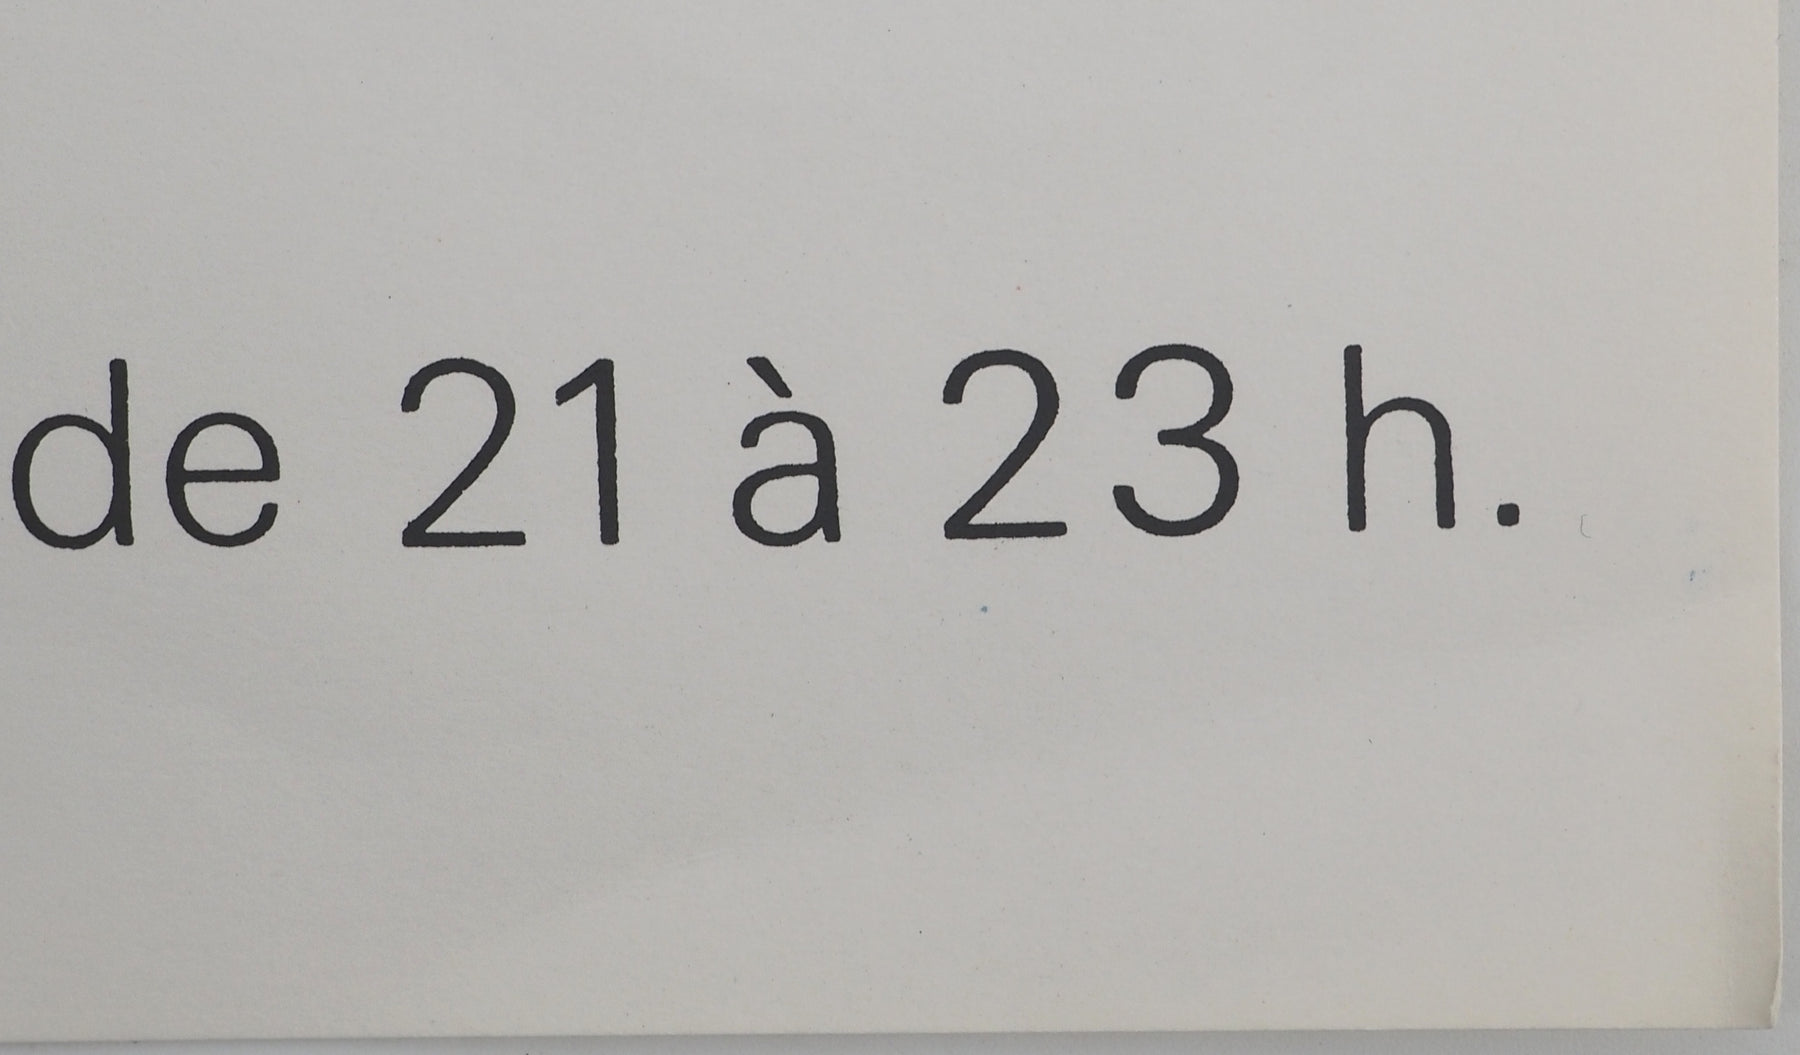 de 21 à 23 h.